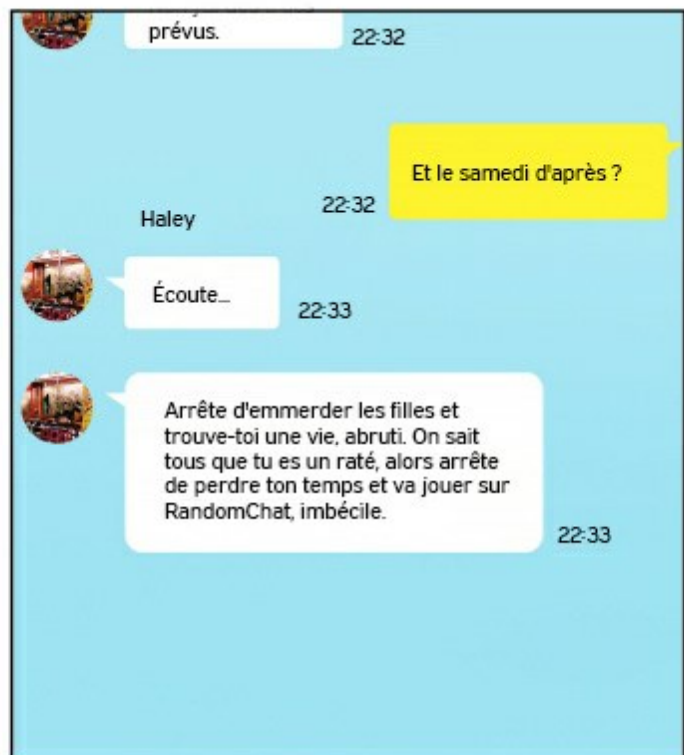 prévus.
22:32
Et le samedi d'après ?
22:32
Haley
Écoute...
22:33
Arrête d'emmerder les filles et
trouve-toi une vie, abruti. On sait
tous que tu es un raté, alors arrête
de perdre ton temps et va jouer sur
RandomChat, imbécile.
22:33